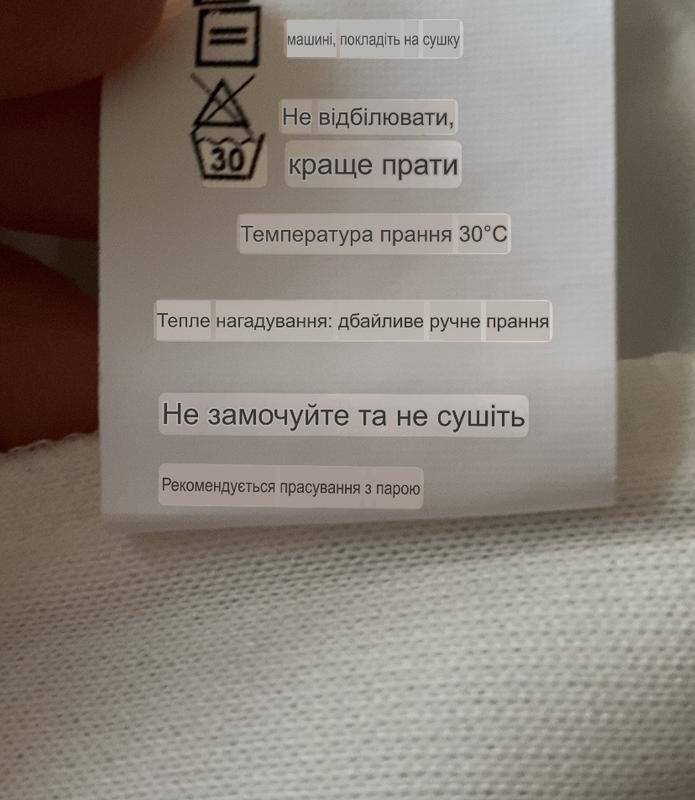 машині, покладіть на сушку
Не відбілювати,
30
краще прати
Температура прання 30°C
Тепле нагадування: дбайливе ручне прання
Не замочуйте та не сушіть
Рекомендується прасування з парою